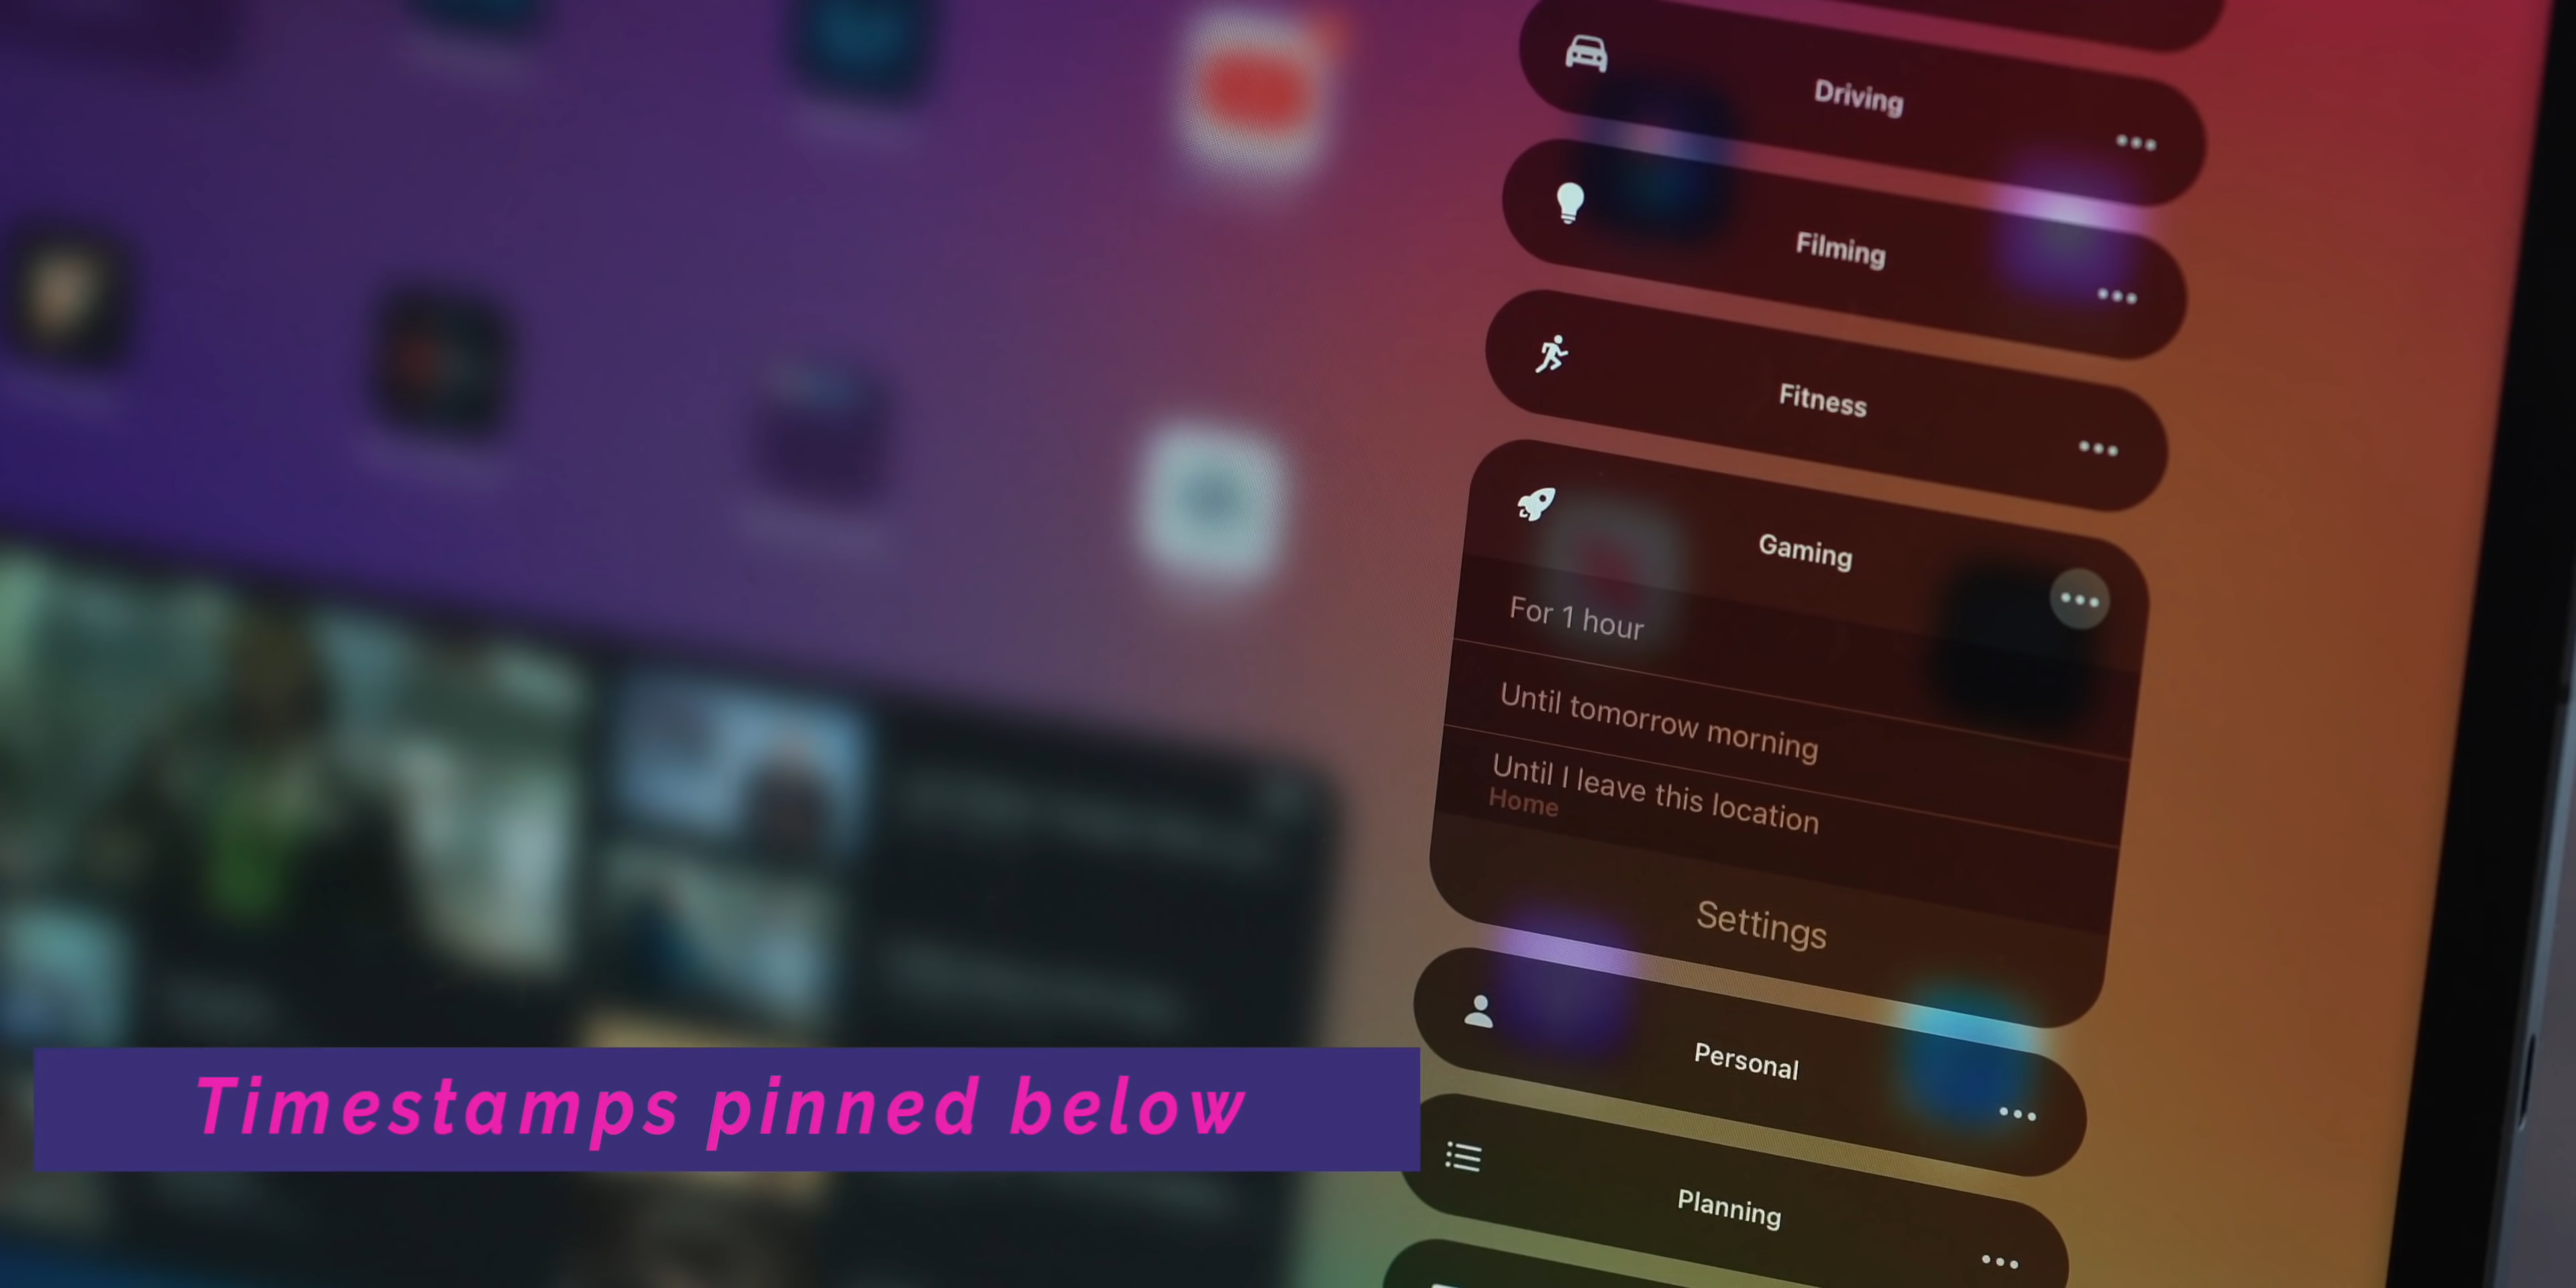 Driving
Filming
Fitness
Gaming
For 1 hour
Until tomorrow morning
Until I leave this location
Home
Settings
Personal
Planning
Timestamps pinned below